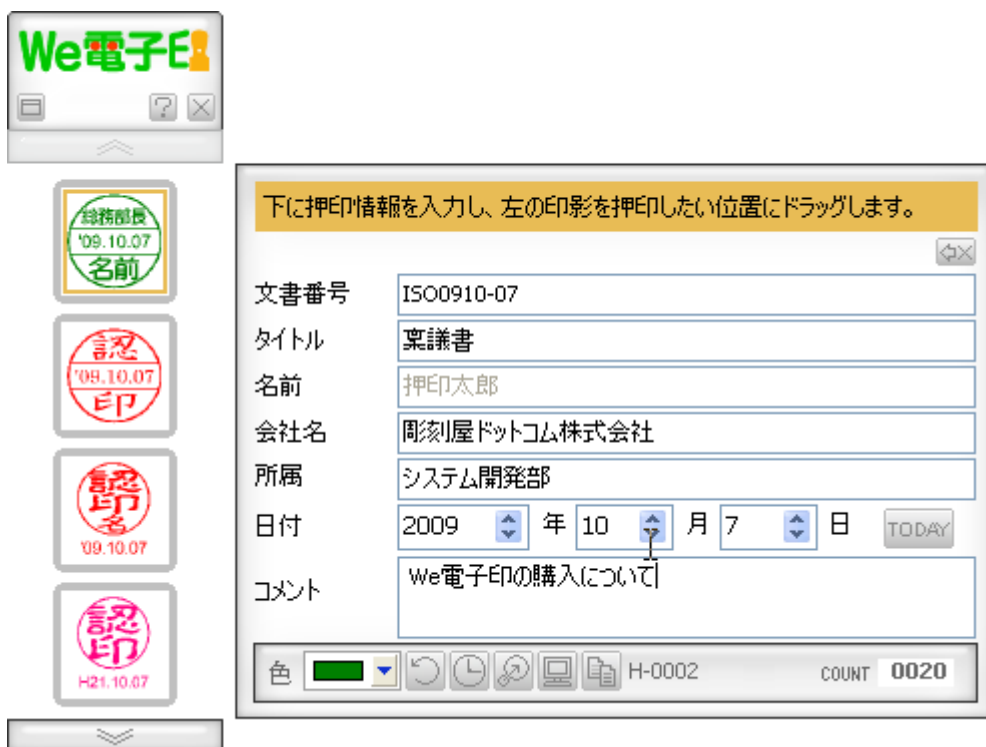 We電子印
総務部長
'09.10.07
名前
認
'09.10.07
印
認印
名
'09.10.07
認印
H21.10.07
下に押印情報を入力し、左の印影を押印したい位置にドラッグします。
文書番号 ISO0910-07
タイトル 稟議書
名前 押印太郎
会社名 彫刻屋ドットコム株式会社
所属 システム開発部
日付 2009 年 10 月 7 日 TODAY
コメント We電子印の購入について
色 H-0002 COUNT 0020